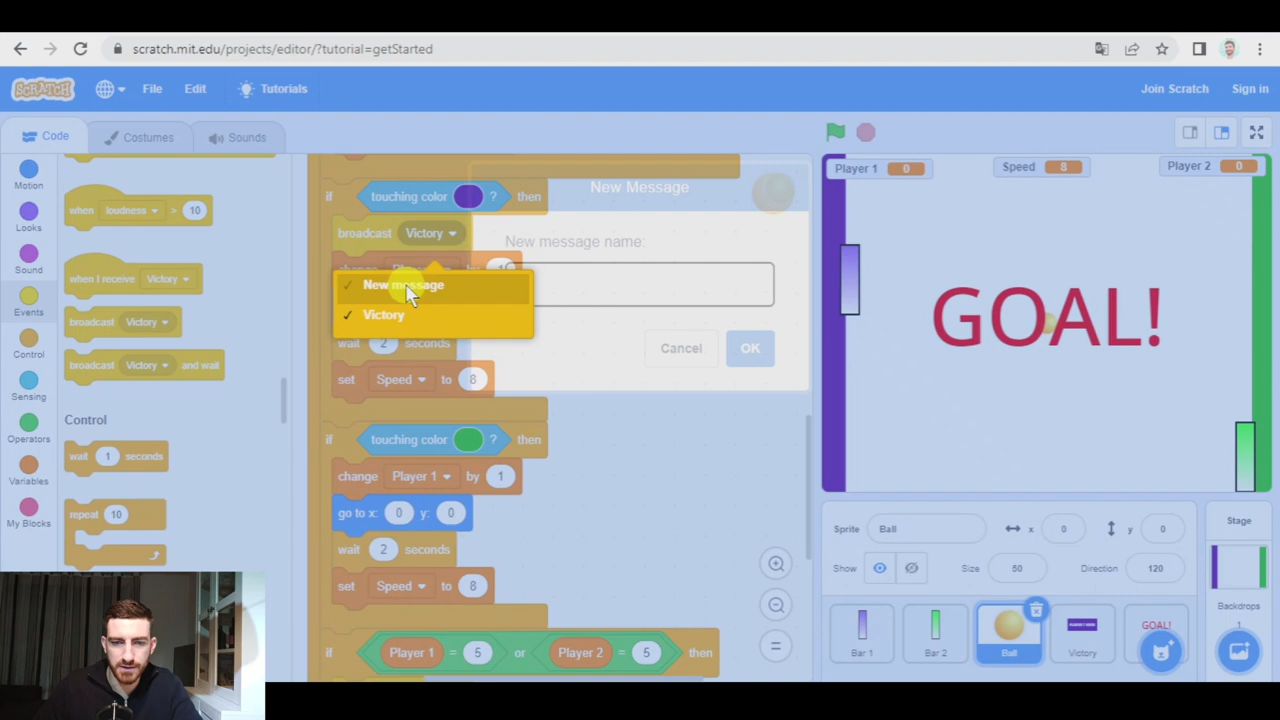 scratch.mit.edu/projects/editor/?tutorial=getStarted
SCRATCH
File
Edit
Tutorials
Join Scratch
Sign in
Code
Costumes
Sounds
Motion
Looks
Sound
Events
Control
Sensing
Operators
Variables
My Blocks
when loudness > 10
when I receive Victory
broadcast Victory
broadcast Victory and wait
Control
wait 1 seconds
repeat 10
if touching color ? then
broadcast Victory
New message
Victory
wait 2 seconds
set Speed to 8
if touching color ? then
change Player 1 by 1
go to x: 0 y: 0
wait 2 seconds
set Speed to 8
if Player 1 = 5 or Player 2 = 5 then
New Message
New message name:
Cancel
OK
Player 1 0
Speed 8
Player 2 0
GOAL!
Sprite Ball
x 0
y 0
Show
Size 50
Direction 120
Bar 1
Bar 2
Ball
Victory
GOAL!
Stage
Backdrops
1